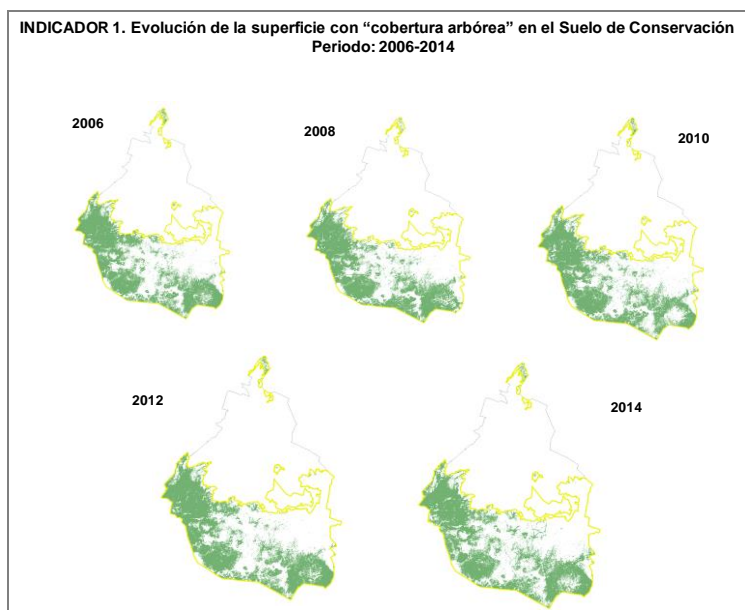 INDICADOR 1. Evolución de la superficie con “cobertura arbórea” en el Suelo de Conservación
Periodo: 2006-2014
2006
2008
2010
2012
2014